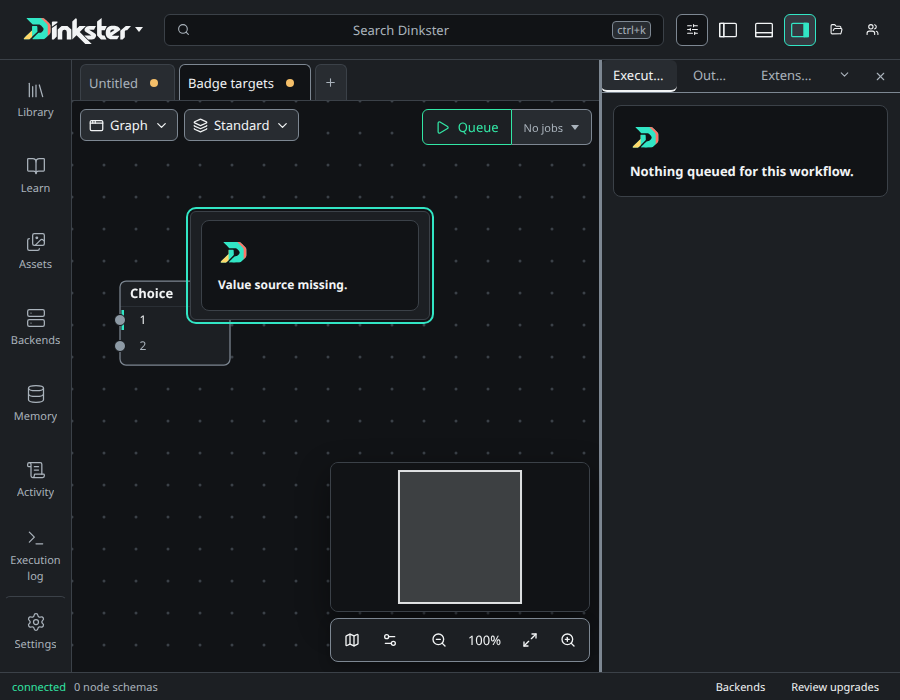 Dinkster
Search Dinkster
ctrl+k
Library
Learn
Assets
Backends
Memory
Activity
Execution
log
Settings
Untitled
Badge targets
+
Graph
Standard
Queue
No jobs
Value source missing.
Choice
1
2
100%
Execut...
Out...
Extens...
Nothing queued for this workflow.
connected
0 node schemas
Backends
Review upgrades